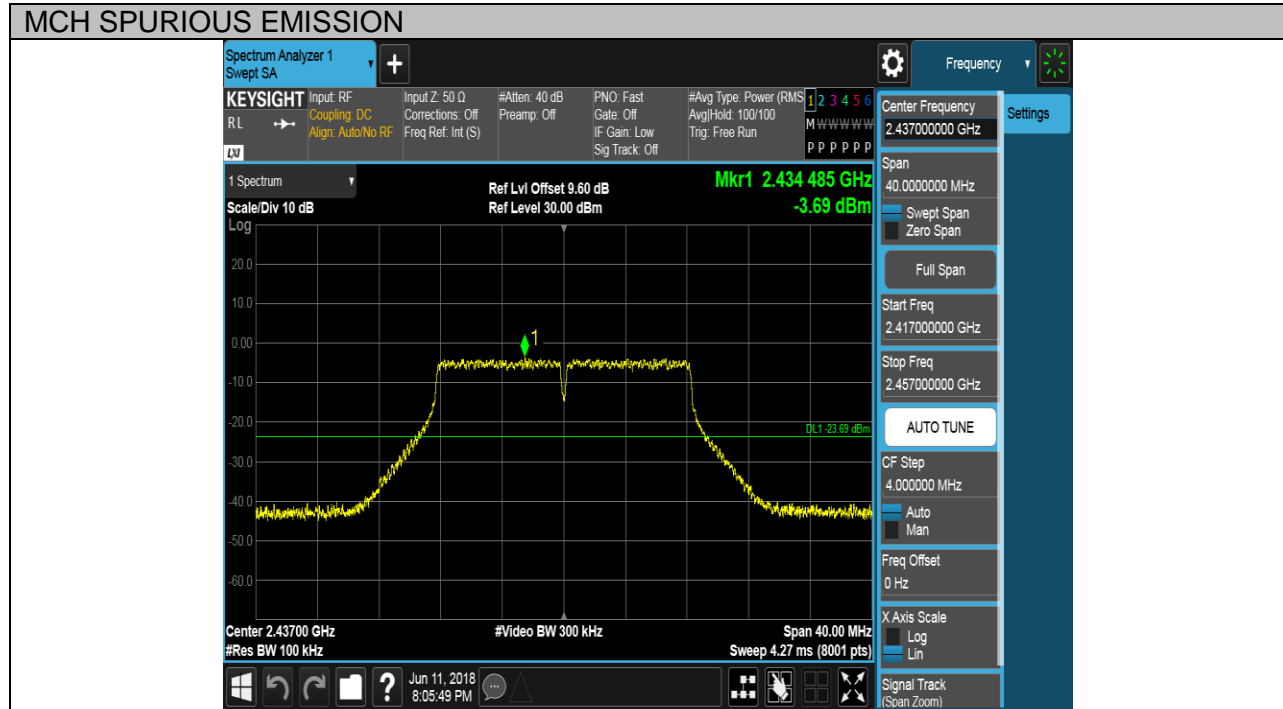 MCH SPURIOUS EMISSION
Spectrum Analyzer 1
Swept SA
+
Frequency
KEYSIGHT
RL
LXI
Input: RF
Coupling: DC
Align: Auto/No RF
Input Z: 50 Ω
Corrections: Off
Freq Ref: Int (S)
#Atten: 40 dB
Preamp: Off
PNO: Fast
Gate: Off
IF Gain: Low
Sig Track: Off
#Avg Type: Power (RMS
Avg|Hold: 100/100
Trig: Free Run
1 2 3 4 5 6
M W W W W W
P P P P P P
1 Spectrum
Scale/Div 10 dB
Log
Ref Lvl Offset 9.60 dB
Ref Level 30.00 dBm
Mkr1 2.434 485 GHz
-3.69 dBm
20.0
10.0
0.00
-10.0
-20.0
-30.0
-40.0
-50.0
-60.0
1
DL1 -23.69 dBm
Center 2.43700 GHz
#Res BW 100 kHz
#Video BW 300 kHz
Span 40.00 MHz
Sweep 4.27 ms (8001 pts)
?
Jun 11, 2018
8:05:49 PM
Center Frequency
2.437000000 GHz
Settings
Span
40.0000000 MHz
Swept Span
Zero Span
Full Span
Start Freq
2.417000000 GHz
Stop Freq
2.457000000 GHz
AUTO TUNE
CF Step
4.000000 MHz
Auto
Man
Freq Offset
0 Hz
X Axis Scale
Log
Lin
Signal Track
(Span Zoom)